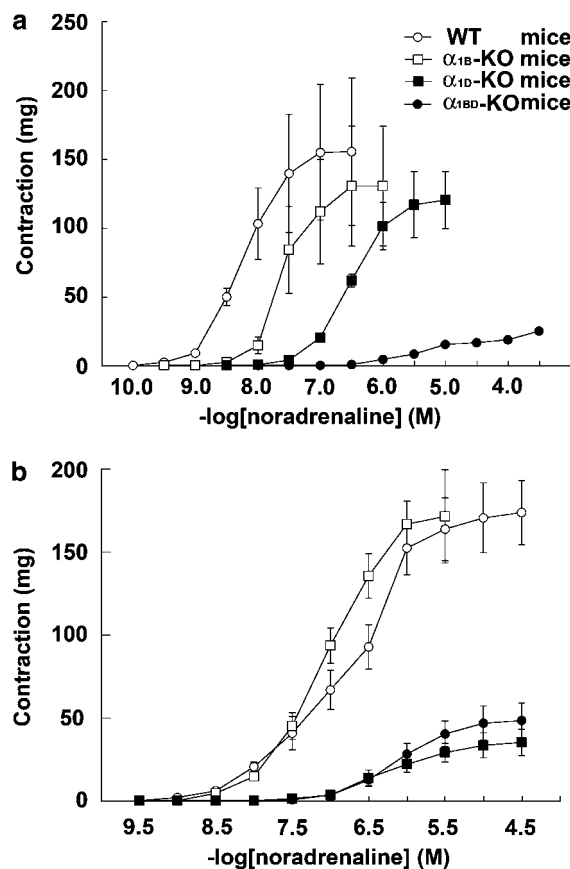 a
WT mice
α1B-KO mice
α1D-KO mice
α1BD-KOmice
250
200
150
100
50
0
Contraction (mg)
10.0 9.0 8.0 7.0 6.0 5.0 4.0
-log[noradrenaline] (M)
b
200
150
100
50
0
Contraction (mg)
9.5 8.5 7.5 6.5 5.5 4.5
-log[noradrenaline] (M)